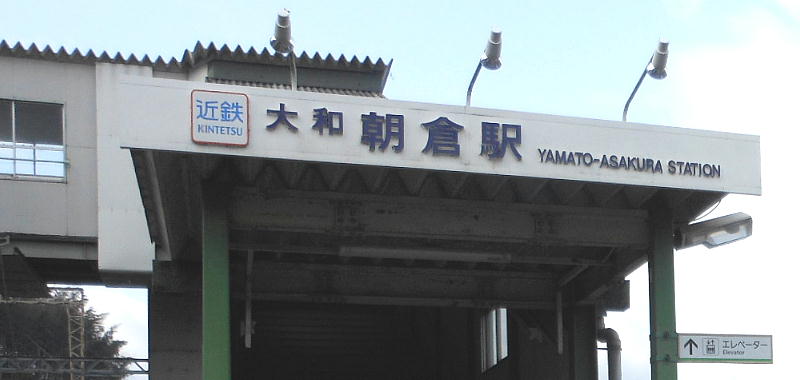 近鉄
KINTETSU
大和朝倉駅 YAMATO-ASAKURA STATION
エレベーター
Elevator